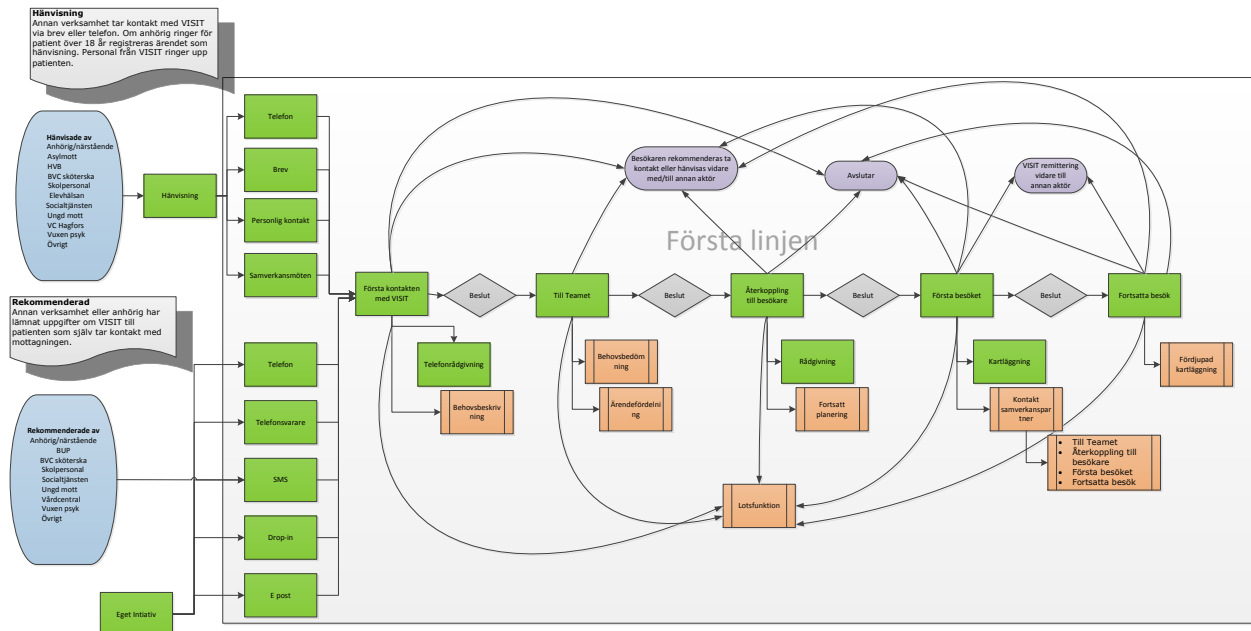 Hänvisning
Annan verksamhet tar kontakt med VISIT
via brev eller telefon. Om anhörig ringer för
patient över 18 år registreras ärendet som
hänvisning. Personal från VISIT ringer upp
patienten.
Hänvisade av
Anhörig/närstående
Asylmott
HVB
BVC sköterska
Skolpersonal
Elevhälsan
Socialtjänsten
Ungd mott
VC Hagfors
Vuxen psyk
Övrigt
Hänvisning
Telefon
Brev
Personlig kontakt
Samverkansmöten
Rekommenderad
Annan verksamhet eller anhörig har
lämnat uppgifter om VISIT till
patienten som själv tar kontakt med
mottagningen.
Rekommenderade av
Anhörig/närstående
BUP
BVC sköterska
Skolpersonal
Socialtjänsten
Ungd mott
Vårdcentral
Vuxen psyk
Övrigt
Eget Intiativ
Telefon
Telefonsvarare
SMS
Drop-in
E post
Besökaren rekommenderas ta
kontakt eller hänvisas vidare
med/till annan aktör
Avslutar
VISIT remittering
vidare till
annan aktör
Första linjen
Första kontakten
med VISIT
Beslut
Till Teamet
Beslut
Återkoppling
till besökare
Beslut
Första besöket
Beslut
Fortsatta besök
Telefonrådgivning
Behovsbeskriv
ning
Behovsbedöm
ning
Ärendefördelni
ng
Rådgivning
Fortsatt
planering
Kartläggning
Kontakt
samverkanspar
tner
• Till Teamet
• Återkoppling till
besökare
• Första besöket
• Fortsatta besök
Fördjupad
kartläggning
Lotsfunktion